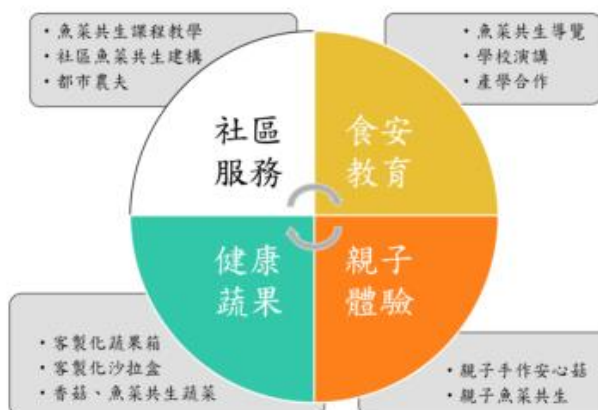 • 魚菜共生課程教學
• 社區魚菜共生建構
• 都市農夫
• 魚菜共生導覽
• 學校演講
• 產學合作
社區
服務
食安
教育
健康
蔬果
親子
體驗
• 客製化蔬果箱
• 客製化沙拉盒
• 香菇、魚菜共生蔬菜
• 親子手作安心菇
• 親子魚菜共生